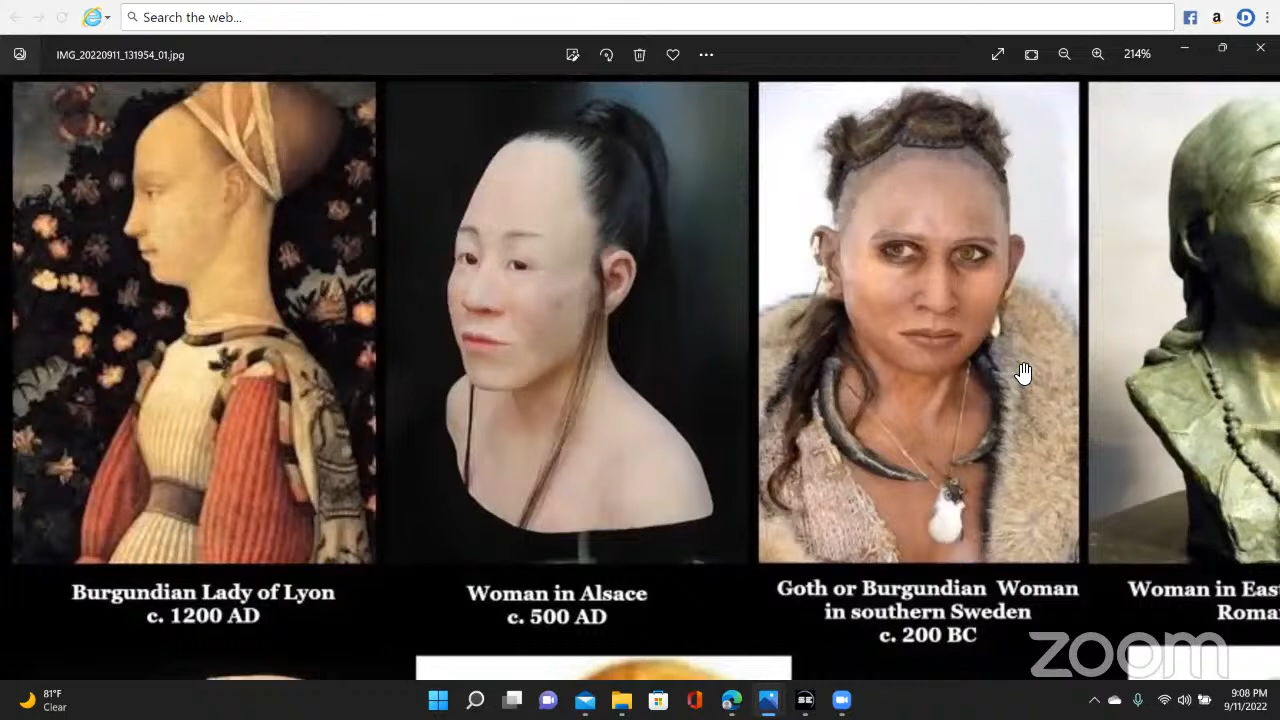 Search the web...
IMG_20220911_131954_01.jpg
214%
Burgundian Lady of Lyon
c. 1200 AD
Woman in Alsace
c. 500 AD
Goth or Burgundian Woman
in southern Sweden
c. 200 BC
Woman in Eas
Roma
zoom
81°F
Clear
9:08 PM
9/11/2022